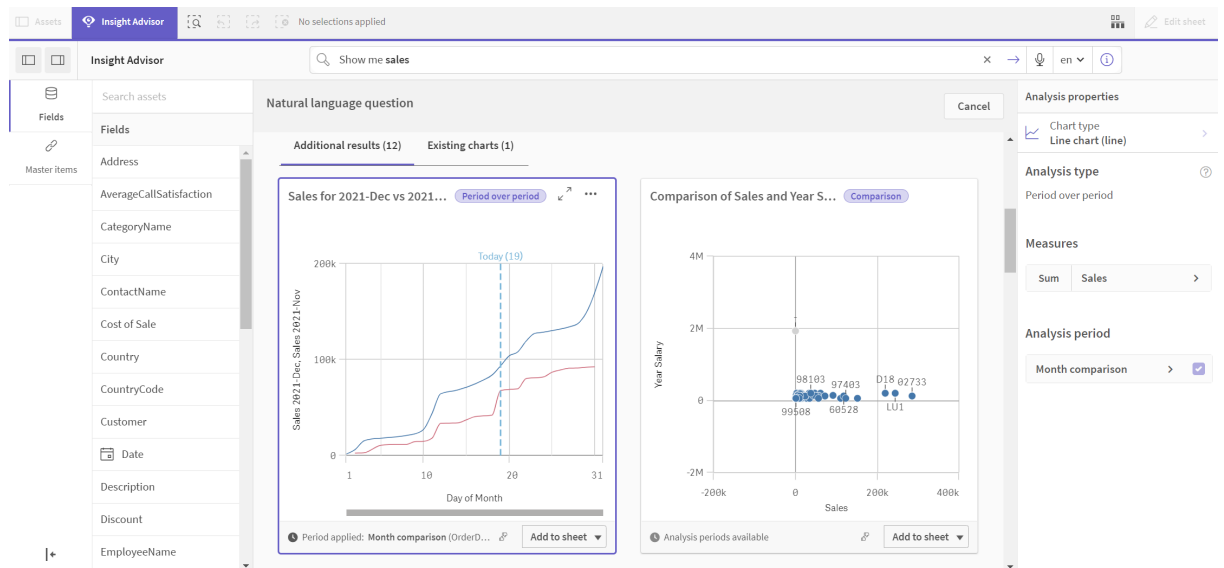 Assets
Insight Advisor
No selections applied
Edit sheet
Insight Advisor
Show me sales
en
Fields
Master items
Search assets
Fields
Address
AverageCallSatisfaction
CategoryName
City
ContactName
Cost of Sale
Country
CountryCode
Customer
Date
Description
Discount
EmployeeName
Natural language question
Cancel
Additional results (12)
Existing charts (1)
Sales for 2021-Dec vs 2021...
Period over period
Today (19)
200k
100k
0
Sales 2021-Dec, Sales 2021-Nov
1
10
20
31
Day of Month
Period applied: Month comparison (OrderD...
Add to sheet
Comparison of Sales and Year S...
Comparison
4M
2M
0
-2M
Year Salary
-
98103
97403
D18
02733
99508
60528
LU1
-200k
0
200k
400k
Sales
Analysis periods available
Add to sheet
Analysis properties
Chart type
Line chart (line)
Analysis type
Period over period
Measures
Sum
Sales
Analysis period
Month comparison